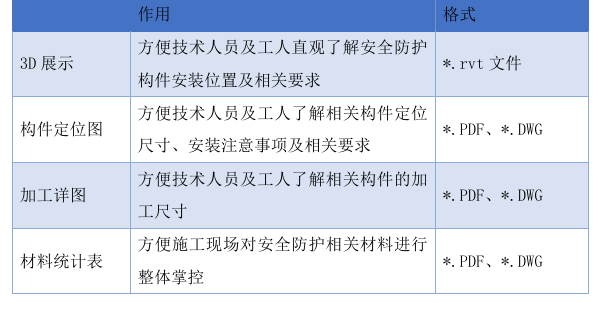 作用 格式
3D 展示 方便技术人员及工人直观了解安全防护 *.rvt 文件
构件安装位置及相关要求
构件定位图 方便技术人员及工人了解相关构件定位 *.PDF、*.DWG
尺寸、安装注意事项及相关要求
加工详图 方便技术人员及工人了解相关构件的加 *.PDF、*.DWG
工尺寸
材料统计表 方便施工现场对安全防护相关材料进行 *.PDF、*.DWG
整体掌控